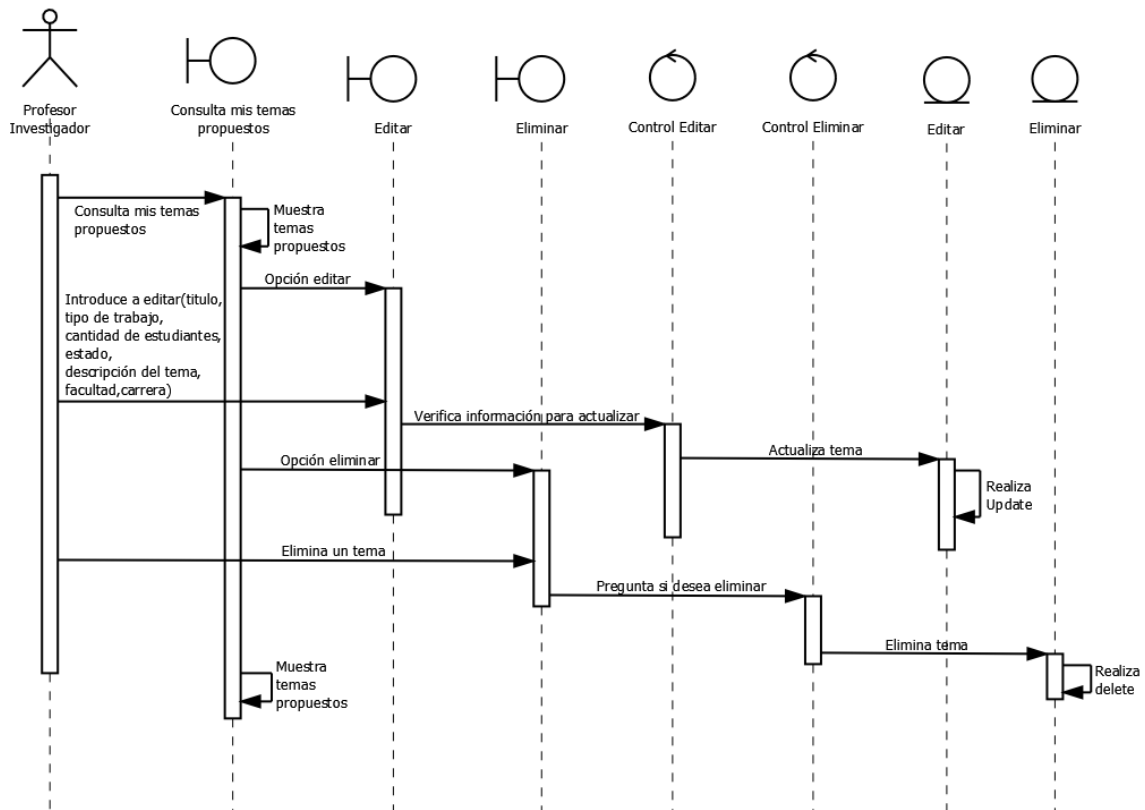 Profesor
Investigador
Consulta mis temas
propuestos
Editar
Eliminar
Control Editar
Control Eliminar
Editar
Eliminar
Consulta mis temas
propuestos
Muestra
temas
propuestos
Opción editar
Introduce a editar(titulo,
tipo de trabajo,
cantidad de estudiantes,
estado,
descripción del tema,
facultad,carrera)
Verifica información para actualizar
Actualiza tema
Opción eliminar
Realiza
Update
Elimina un tema
Pregunta si desea eliminar
Elimina tema
Muestra
temas
propuestos
Realiza
delete